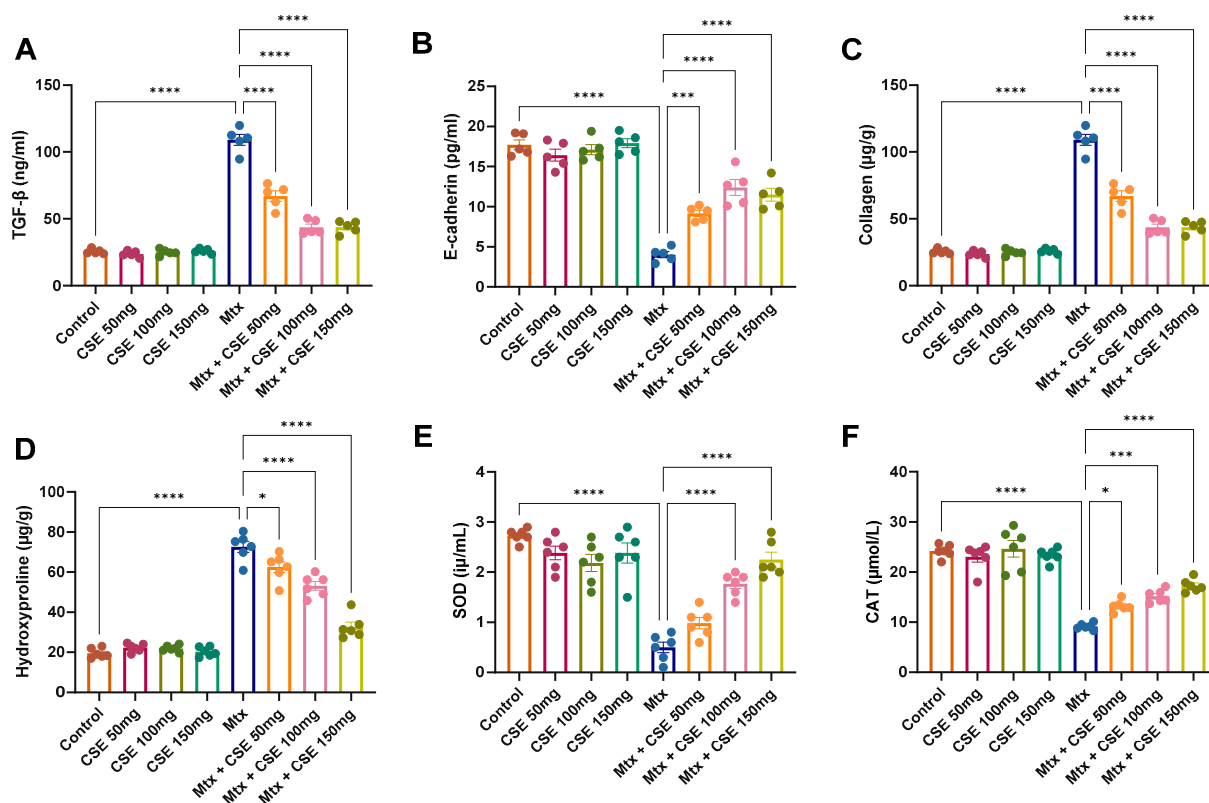 A
****
****
**** ****
TGF-β (ng/ml)
150
100
50
0
Control
CSE 50mg
CSE 100mg
CSE 150mg
Mtx
Mtx + CSE 50mg
Mtx + CSE 100mg
Mtx + CSE 150mg
B
****
****
**** ***
E-cadherin (pg/ml)
25
20
15
10
5
0
Control
CSE 50mg
CSE 100mg
CSE 150mg
Mtx
Mtx + CSE 50mg
Mtx + CSE 100mg
Mtx + CSE 150mg
C
****
****
**** ****
Collagen (µg/g)
150
100
50
0
Control
CSE 50mg
CSE 100mg
CSE 150mg
Mtx
Mtx + CSE 50mg
Mtx + CSE 100mg
Mtx + CSE 150mg
D
****
****
**** *
Hydroxyproline (µg/g)
100
80
60
40
20
0
Control
CSE 50mg
CSE 100mg
CSE 150mg
Mtx
Mtx + CSE 50mg
Mtx + CSE 100mg
Mtx + CSE 150mg
E
****
**** ****
SOD (iµ/mL)
4
3
2
1
0
Control
CSE 50mg
CSE 100mg
CSE 150mg
Mtx
Mtx + CSE 50mg
Mtx + CSE 100mg
Mtx + CSE 150mg
F
****
***
**** *
CAT (µmol/L)
40
30
20
10
0
Control
CSE 50mg
CSE 100mg
CSE 150mg
Mtx
Mtx + CSE 50mg
Mtx + CSE 100mg
Mtx + CSE 150mg